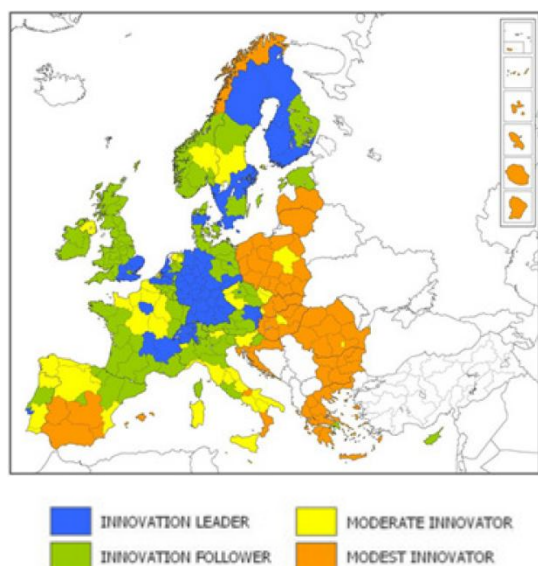 INNOVATION LEADER
MODERATE INNOVATOR
INNOVATION FOLLOWER
MODEST INNOVATOR